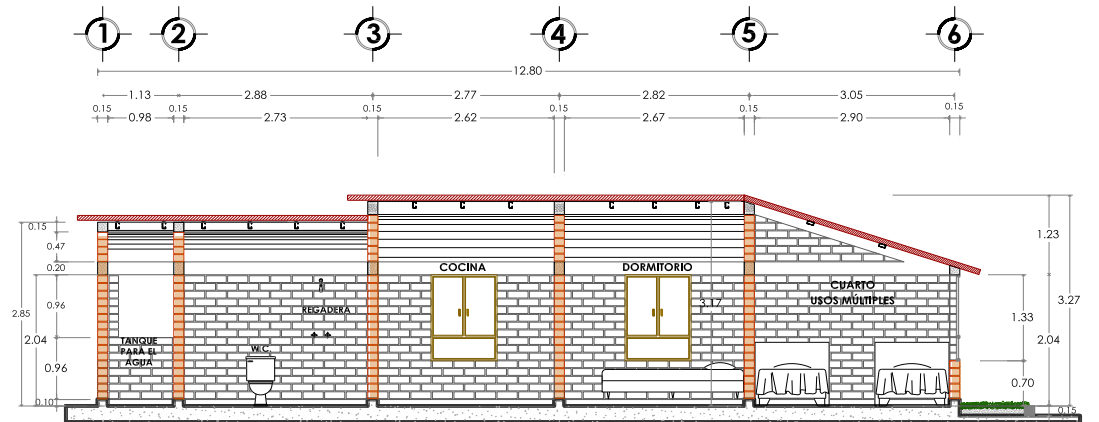 1 2 3 4 5 6
12.80
1.13 2.88 2.77 2.82 3.05
0.15 0.15 0.15 0.15 0.15 0.15
0.98 2.73 2.62 2.67 2.90
0.15
0.47
0.20
0.96
2.85
2.04
0.96
0.10
COCINA
DORMITORIO
CUARTO
USOS MÚLTIPLES
REGADERA
3.17
TANQUE
PARA EL
AGUA
W.C.
1.23
3.27
1.33
2.04
0.70
0.15